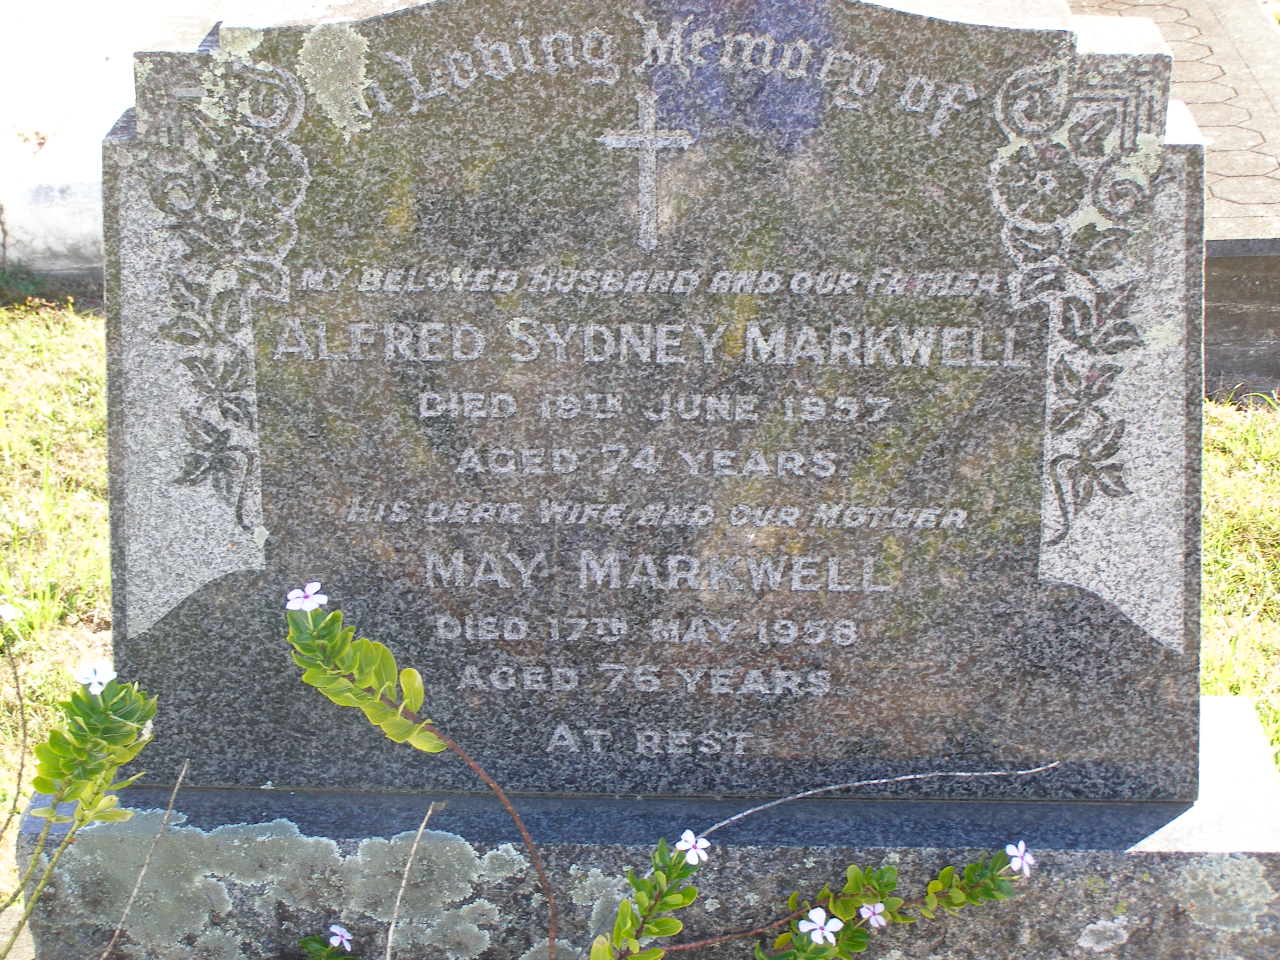 In Loving Memory of
MY BELOVED HUSBAND AND OUR FATHER
ALFRED SYDNEY MARKWELL
DIED 19TH JUNE 1957
AGED 74 YEARS
HIS DEAR WIFE AND OUR MOTHER
MAY MARKWELL
DIED 17TH MAY 1958
AGED 76 YEARS
AT REST